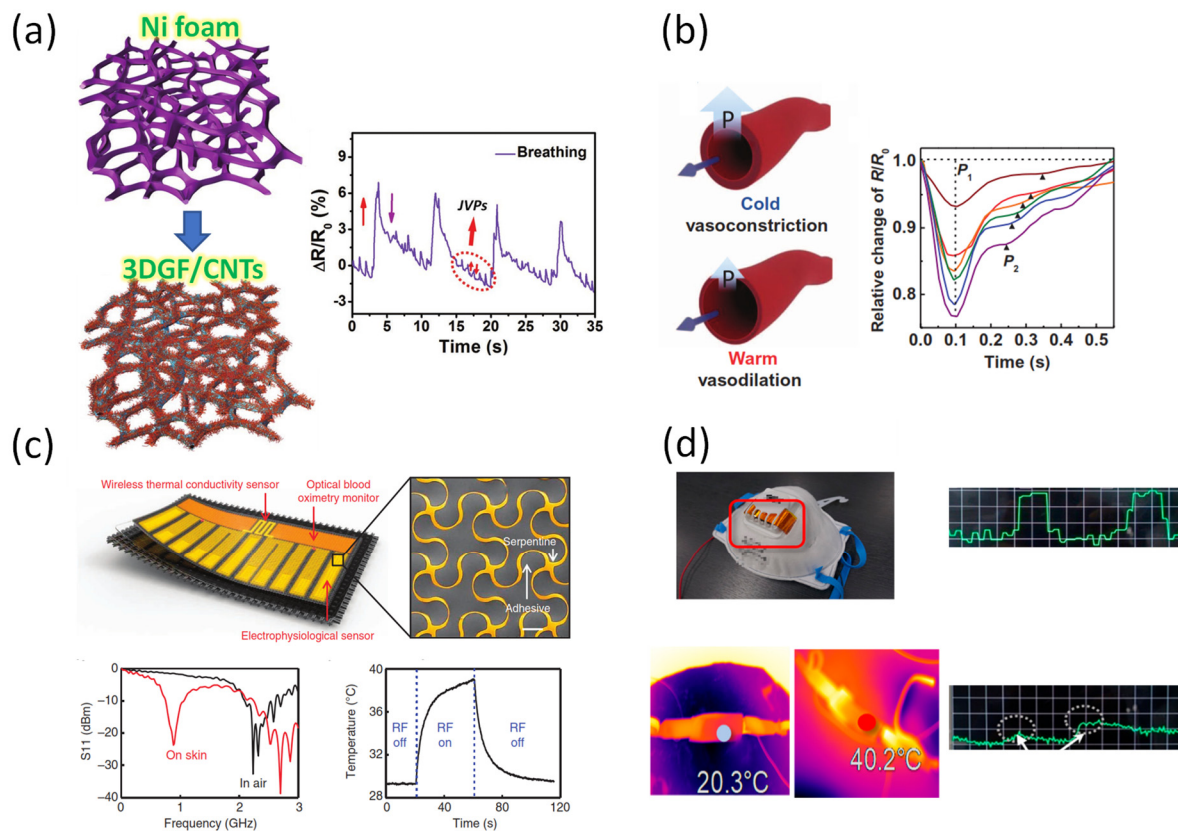 (a)
Ni foam
3DGF/CNTs
ΔR/R0 (%)
9
6
3
0
-3
Breathing
JVPs
0 5 10 15 20 25 30 35
Time (s)
(b)
P
Cold
vasoconstriction
P
Warm
vasodilation
Relative change of R/R0
1.0
0.9
0.8
P1
P2
0.0 0.1 0.2 0.3 0.4 0.5
Time (s)
(c)
Wireless thermal conductivity sensor
Optical blood
oximetry monitor
Electrophysiological sensor
Serpentine
Adhesive
S11 (dBm)
0
−10
−20
−30
−40
On skin
In air
0 1 2 3
Frequency (GHz)
Temperature (°C)
40
36
32
28
RF
off
RF
on
RF
off
0 40 80 120
Time (s)
(d)
20.3°C
40.2°C